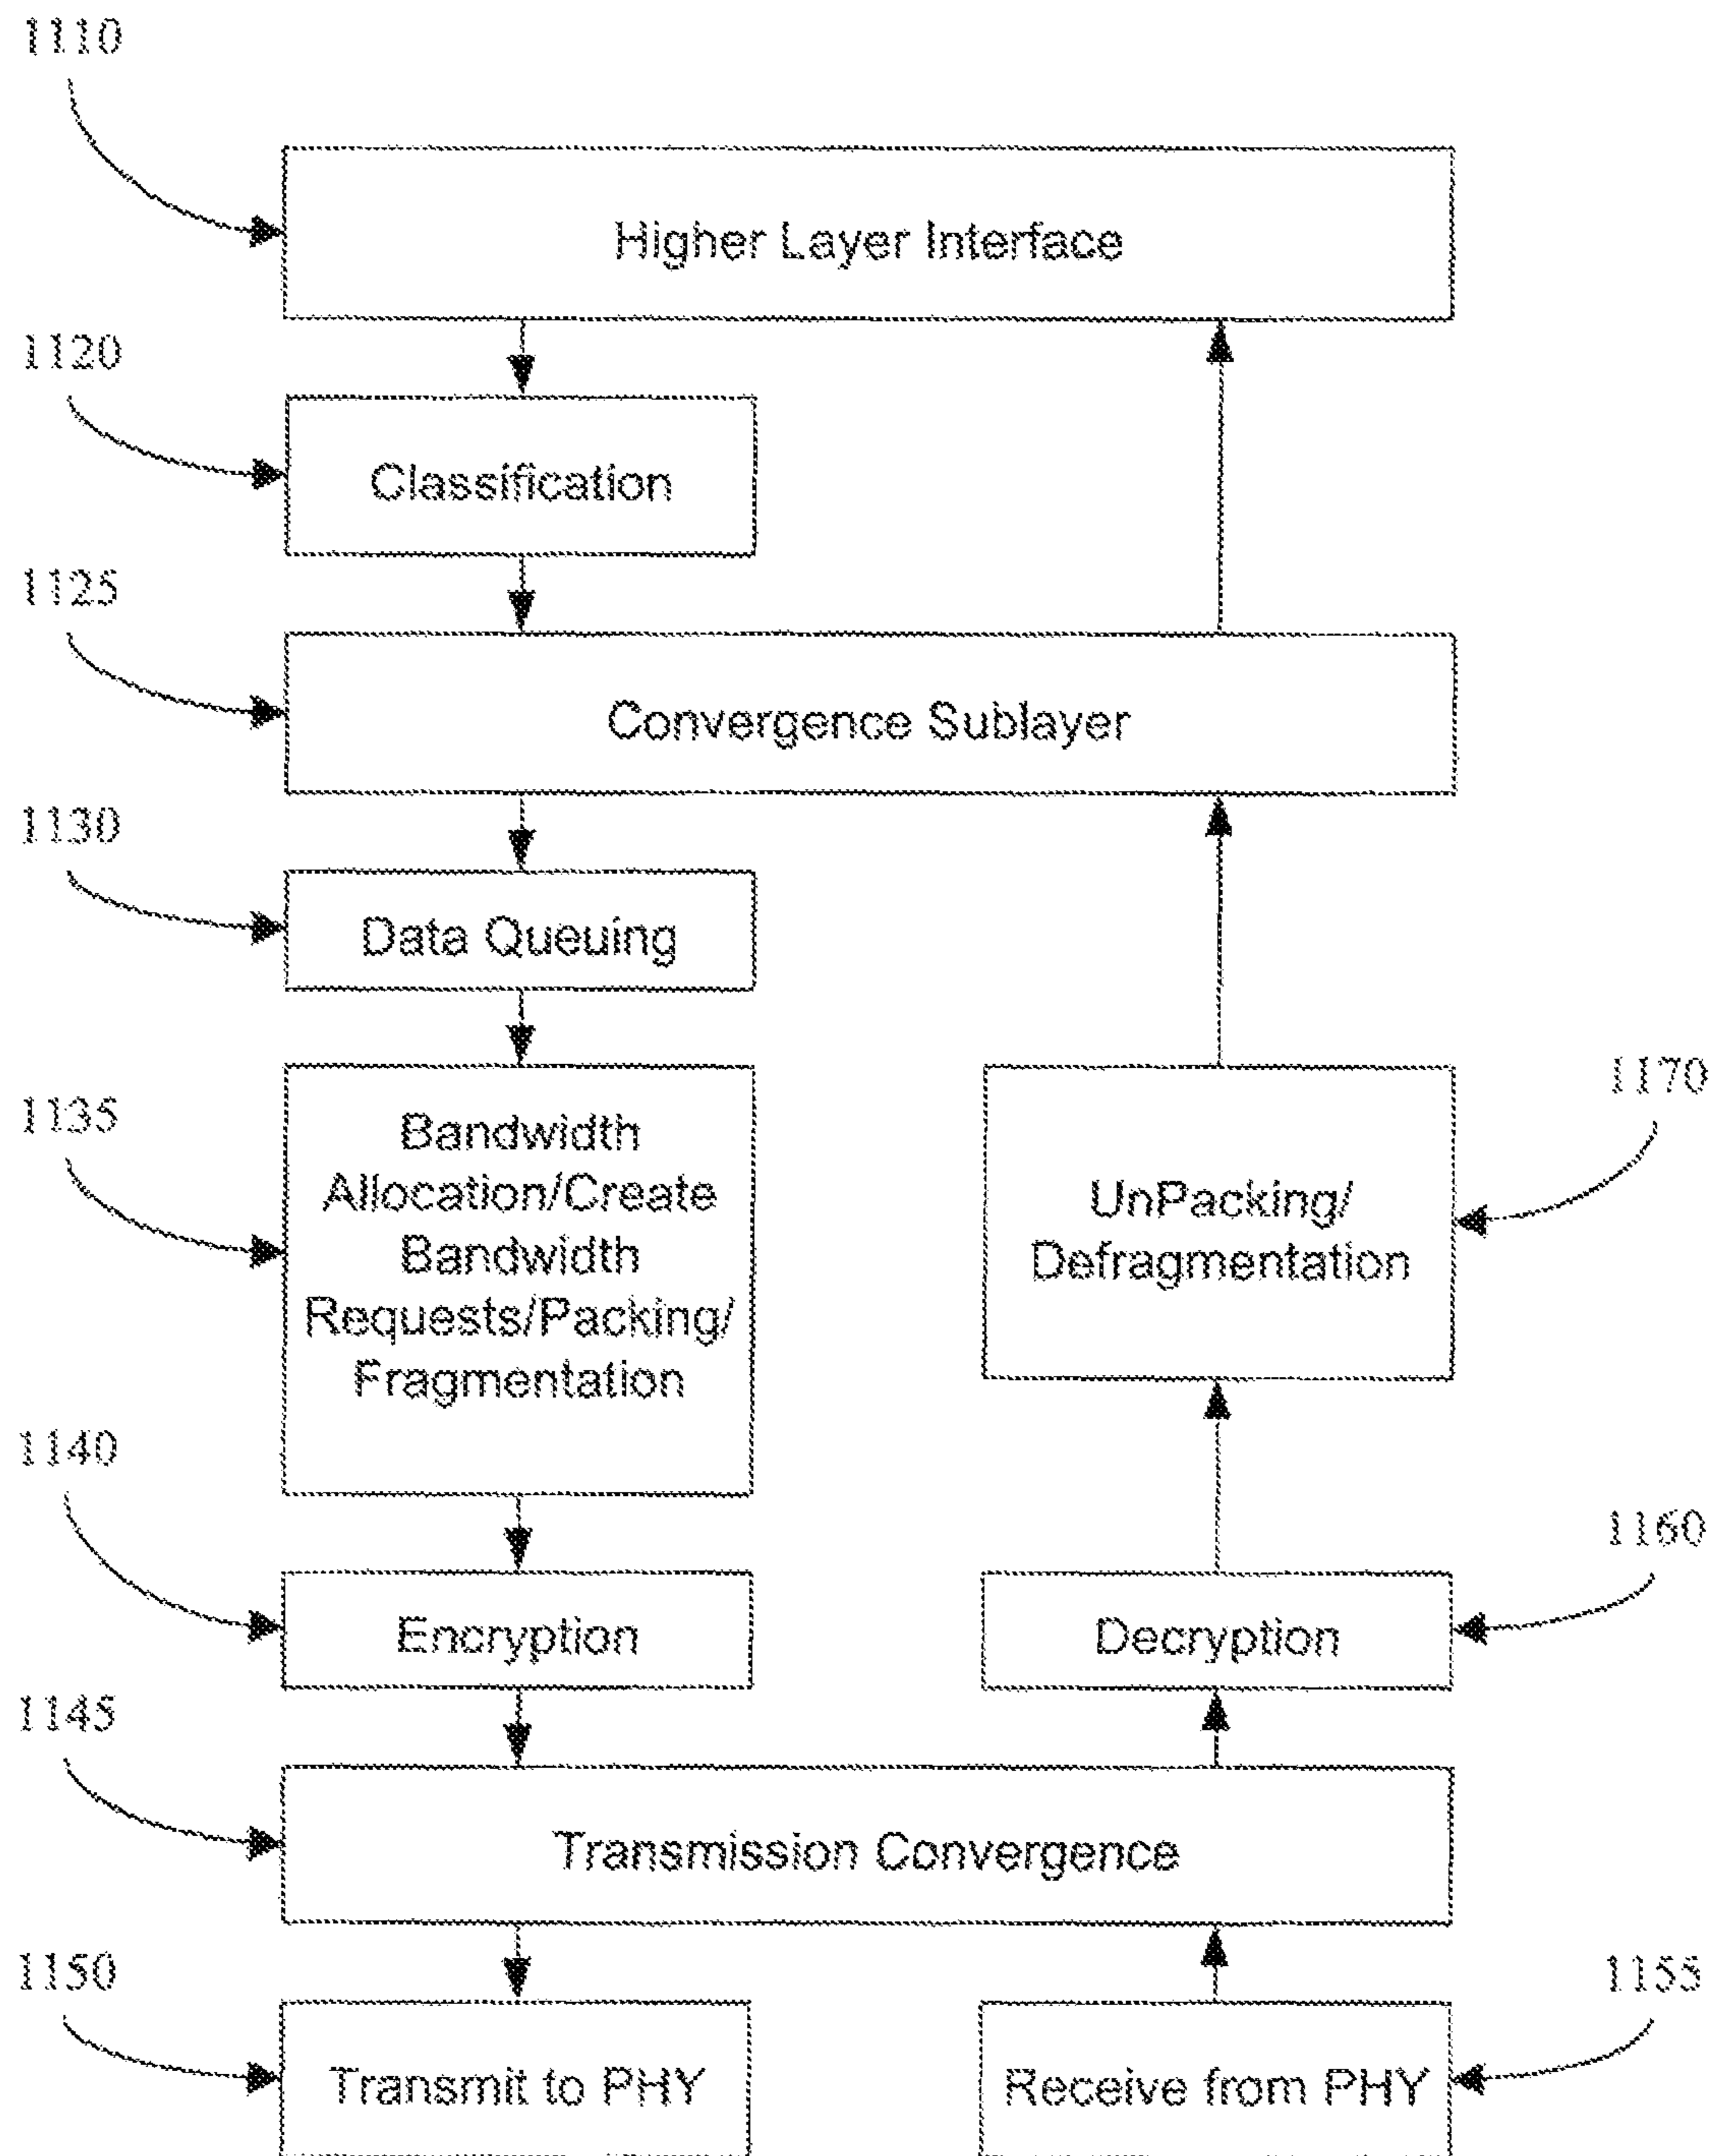 1110
Higher Layer Interface
1120
Classification
1125
Convergence Sublayer
1130
Data Queuing
1135
Bandwidth
Allocation/Create
Bandwidth
Requests/Packing/
Fragmentation
1170
UnPacking/
Defragmentation
1140
Encryption
1160
Decryption
1145
Transmission Convergence
1150
Transmit to PHY
1155
Receive from PHY